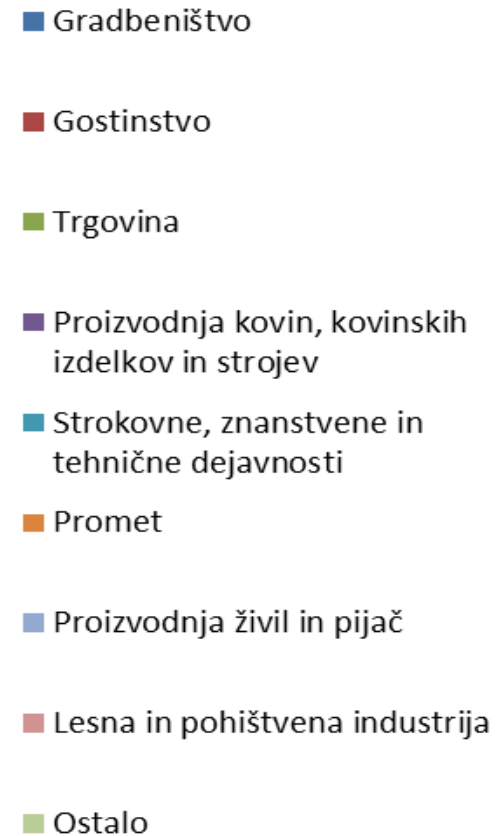 Gradbeništvo
Gostinstvo
Trgovina
Proizvodnja kovin, kovinskih
izdelkov in strojev
Strokovne, znanstvene in
tehnične dejavnosti
Promet
Proizvodnja živil in pijač
Lesna in pohištvena industrija
Ostalo